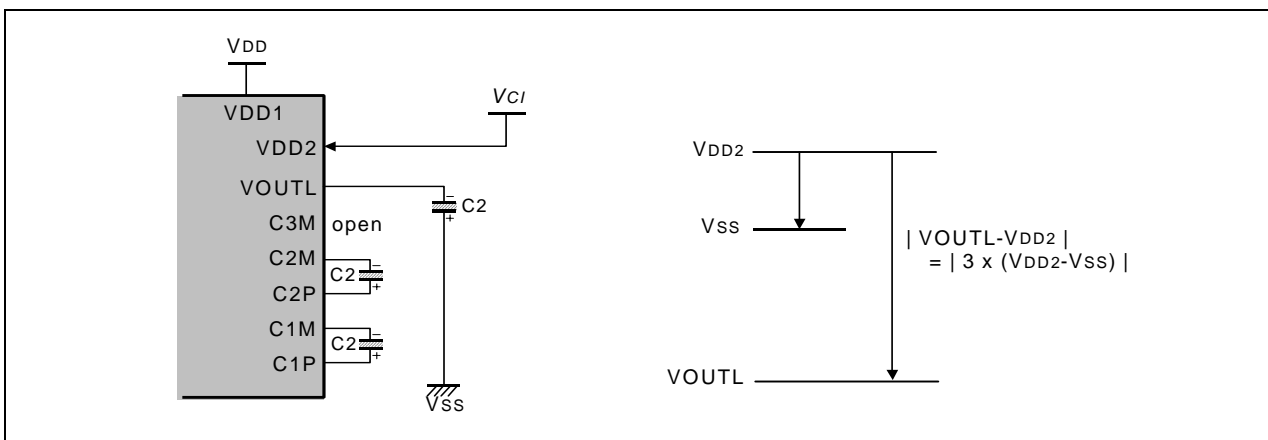 VDD
VDD1
VCI
VDD2
VOUTL
− C2
+
C3M open
C2M
C2 −
+
C2P
C1M
C2 −
+
C1P
VSS
VDD2
VSS
| VOUTL-VDD2 |
= | 3 x (VDD2-VSS) |
VOUTL